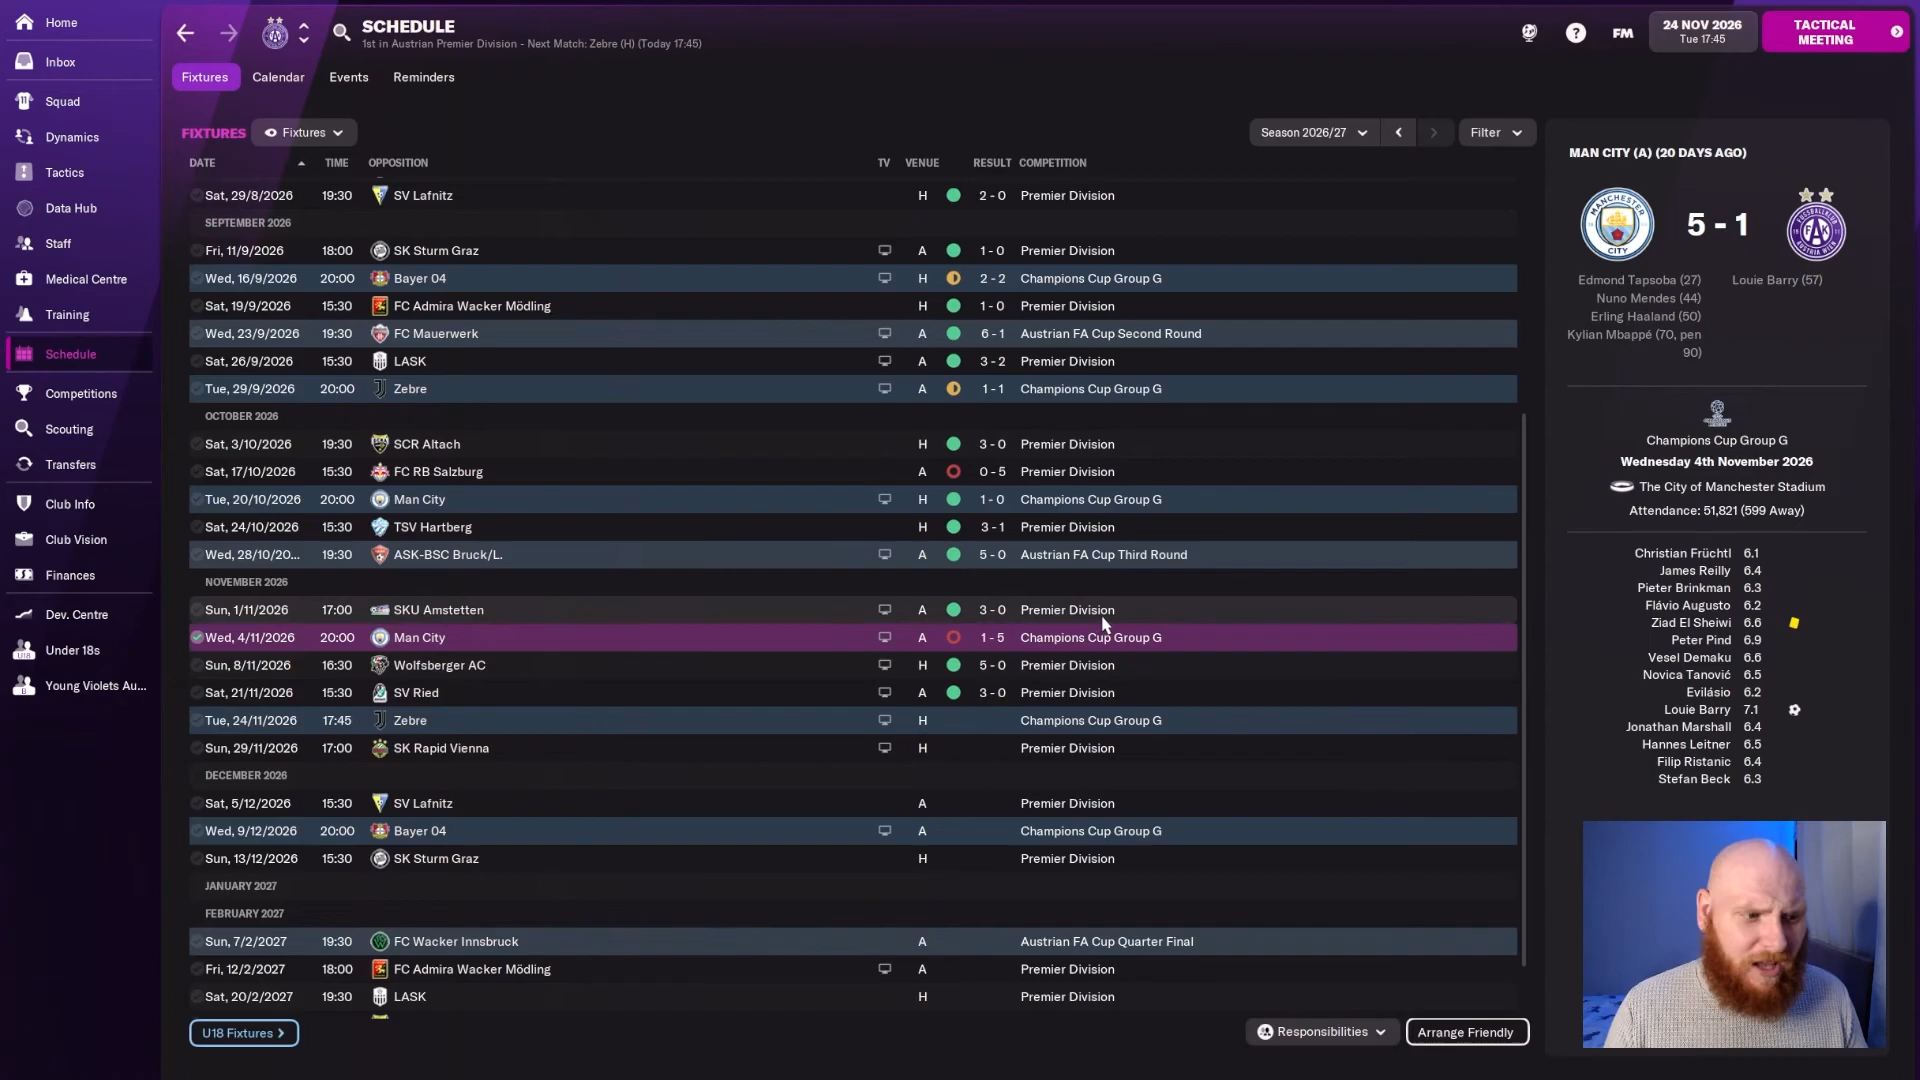 Home
Inbox
Squad
Dynamics
Tactics
Data Hub
Staff
Medical Centre
Training
Schedule
Competitions
Scouting
Transfers
Club Info
Club Vision
Finances
Dev. Centre
Under 18s
Young Violets Au...
SCHEDULE
1st in Austrian Premier Division - Next Match: Zebre (H) (Today 17:45)
FM
24 NOV 2026
Tue 17:45
TACTICAL
MEETING
Fixtures Calendar Events Reminders
FIXTURES Fixtures Season 2026/27 Filter
DATE TIME OPPOSITION TV VENUE RESULT COMPETITION
Sat, 29/8/2026 19:30 SV Lafnitz H 2 - 0 Premier Division
SEPTEMBER 2026
Fri, 11/9/2026 18:00 SK Sturm Graz A 1 - 0 Premier Division
Wed, 16/9/2026 20:00 Bayer 04 H 2 - 2 Champions Cup Group G
Sat, 19/9/2026 15:30 FC Admira Wacker Mödling H 1 - 0 Premier Division
Wed, 23/9/2026 19:30 FC Mauerwerk A 6 - 1 Austrian FA Cup Second Round
Sat, 26/9/2026 15:30 LASK A 3 - 2 Premier Division
Tue, 29/9/2026 20:00 Zebre A 1 - 1 Champions Cup Group G
OCTOBER 2026
Sat, 3/10/2026 19:30 SCR Altach H 3 - 0 Premier Division
Sat, 17/10/2026 15:30 FC RB Salzburg A 0 - 5 Premier Division
Tue, 20/10/2026 20:00 Man City H 1 - 0 Champions Cup Group G
Sat, 24/10/2026 15:30 TSV Hartberg H 3 - 1 Premier Division
Wed, 28/10/20... 19:30 ASK-BSC Bruck/L. A 5 - 0 Austrian FA Cup Third Round
NOVEMBER 2026
Sun, 1/11/2026 17:00 SKU Amstetten A 3 - 0 Premier Division
Wed, 4/11/2026 20:00 Man City A 1 - 5 Champions Cup Group G
Sun, 8/11/2026 16:30 Wolfsberger AC H 5 - 0 Premier Division
Sat, 21/11/2026 15:30 SV Ried A 3 - 0 Premier Division
Tue, 24/11/2026 17:45 Zebre H Champions Cup Group G
Sun, 29/11/2026 17:00 SK Rapid Vienna H Premier Division
DECEMBER 2026
Sat, 5/12/2026 15:30 SV Lafnitz A Premier Division
Wed, 9/12/2026 20:00 Bayer 04 A Champions Cup Group G
Sun, 13/12/2026 15:30 SK Sturm Graz H Premier Division
JANUARY 2027
FEBRUARY 2027
Sun, 7/2/2027 19:30 FC Wacker Innsbruck A Austrian FA Cup Quarter Final
Fri, 12/2/2027 18:00 FC Admira Wacker Mödling A Premier Division
Sat, 20/2/2027 19:30 LASK H Premier Division
U18 Fixtures
Responsibilities
Arrange Friendly
MAN CITY (A) (20 DAYS AGO)
MANCHESTER
CITY
5 - 1
FAK
Edmond Tapsoba (27)
Nuno Mendes (44)
Erling Haaland (50)
Kylian Mbappé (70, pen
90)
Louie Barry (57)
Champions Cup Group G
Wednesday 4th November 2026
The City of Manchester Stadium
Attendance: 51,821 (599 Away)
Christian Früchtl 6.1
James Reilly 6.4
Pieter Brinkman 6.3
Flávio Augusto 6.2
Ziad El Sheiwi 6.6
Peter Pind 6.9
Vesel Demaku 6.6
Novica Tanović 6.5
Evilásio 6.2
Louie Barry 7.1
Jonathan Marshall 6.4
Hannes Leitner 6.5
Filip Ristanic 6.4
Stefan Beck 6.3